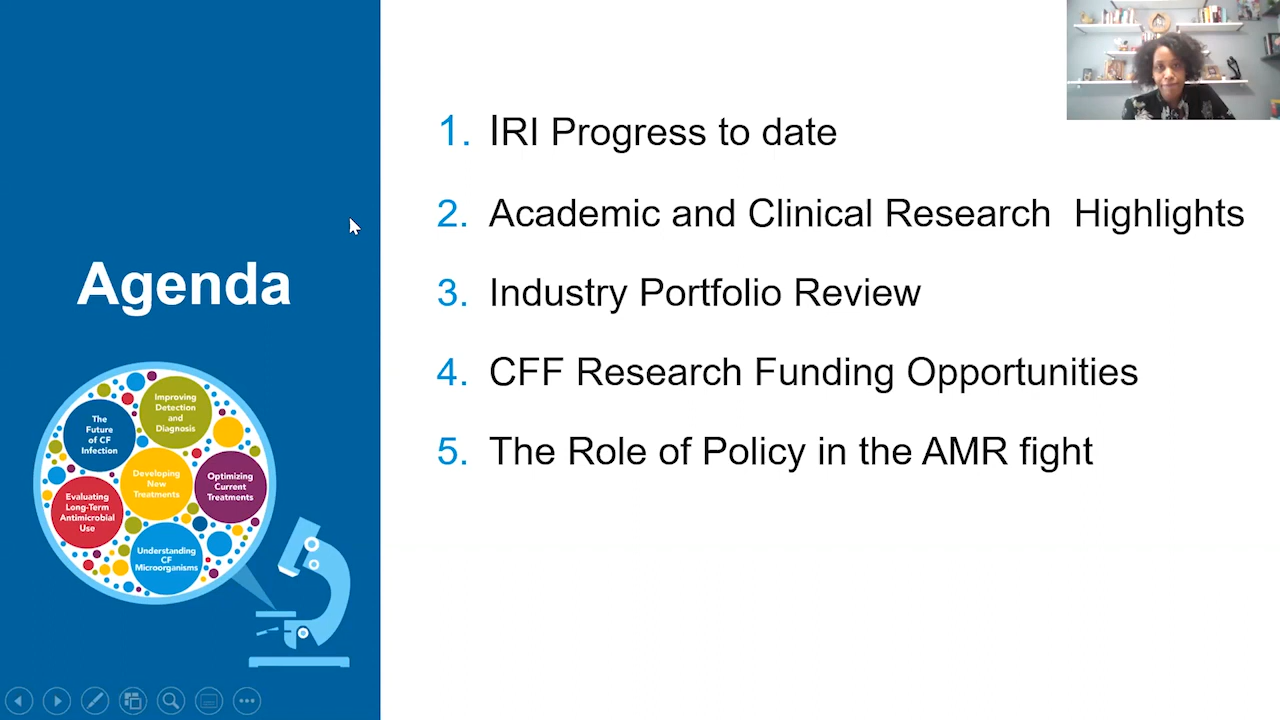 Agenda
1. IRI Progress to date
2. Academic and Clinical Research  Highlights
3. Industry Portfolio Review
4. CFF Research Funding Opportunities
5. The Role of Policy in the AMR fight
Improving
Detection
and
Diagnosis
The
Future
of CF
Infection
Developing
New
Treatments
Optimizing
Current
Treatments
Evaluating
Long-Term
Antimicrobial
Use
Understanding
CF
Microorganisms